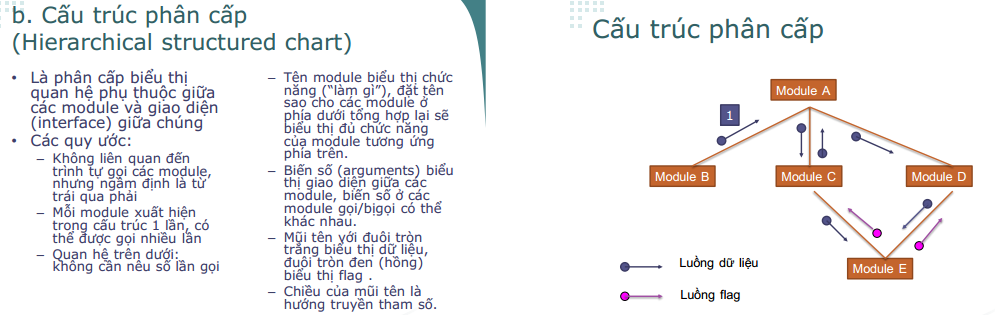 b. Cấu trúc phân cấp
(Hierarchical structured chart)
• Là phân cấp biểu thị
quan hệ phụ thuộc giữa
các module và giao diện
(interface) giữa chúng
• Các quy ước:
– Không liên quan đến
trình tự gọi các module,
nhưng ngầm định là từ
trái qua phải
– Mỗi module xuất hiện
trong cấu trúc 1 lần, có
thể được gọi nhiều lần
– Quan hệ trên dưới:
không cần nêu số lần gọi
– Tên module biểu thị chức
năng (“làm gì”), đặt tên
sao cho các module ở
phía dưới tổng hợp lại sẽ
biểu thị đủ chức năng
của module tương ứng
phía trên.
– Biến số (arguments) biểu
thị giao diện giữa các
module, biến số ở các
module gọi/bịgọi có thể
khác nhau.
– Mũi tên với đuôi tròn
trắng biểu thị dữ liệu,
đuôi tròn đen (hồng)
biểu thị flag .
– Chiều của mũi tên là
hướng truyền tham số.
Cấu trúc phân cấp
Module A
1
Module B
Module C
Module D
Module E
Luồng dữ liệu
Luồng flag